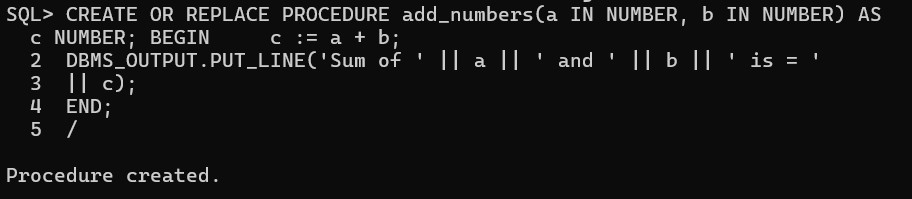 SQL> CREATE OR REPLACE PROCEDURE add_numbers(a IN NUMBER, b IN NUMBER) AS
  c NUMBER; BEGIN     c := a + b;
  2  DBMS_OUTPUT.PUT_LINE('Sum of ' || a || ' and ' || b || ' is = '
  3  || c);
  4  END;
  5  /

Procedure created.